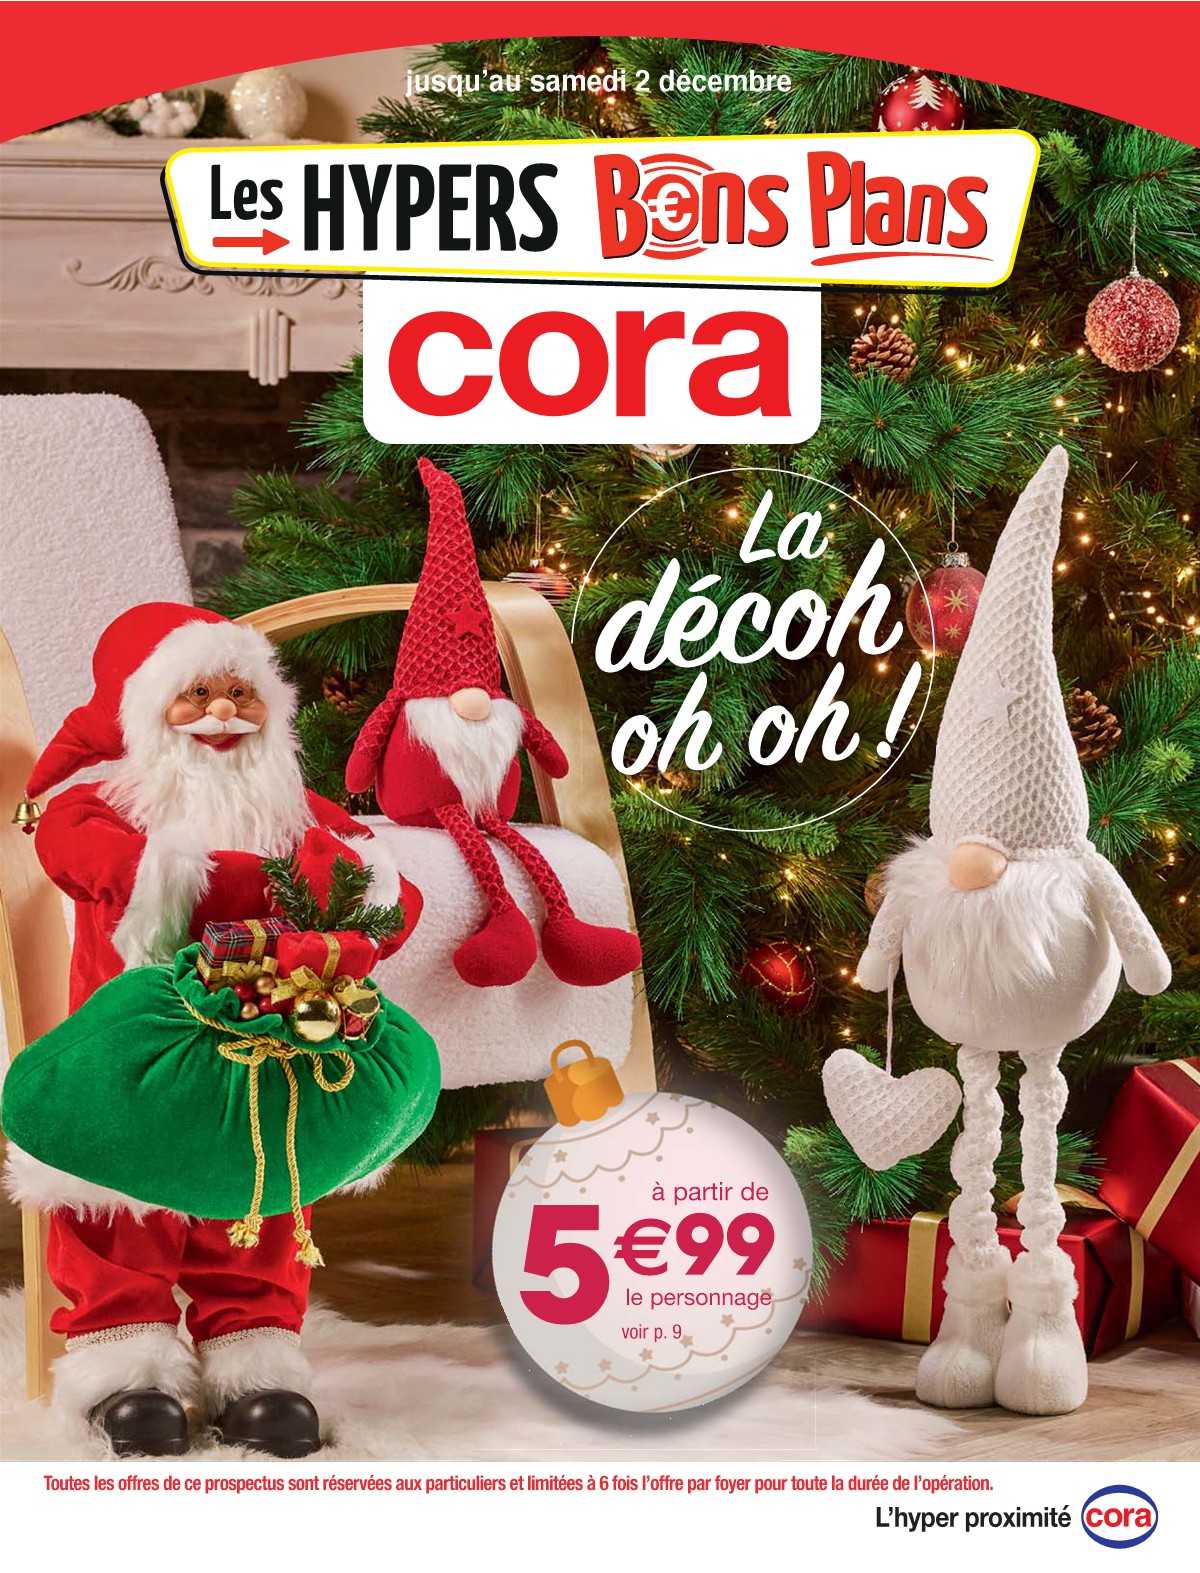 jusqu'au samedi 2 décembre
Les HYPERS Bons Plans
cora
La
décoh
oh oh !
à partir de
5€99
le personnage
voir p. 9
Toutes les offres de ce prospectus sont réservées aux particuliers et limitées à 6 fois l'offre par foyer pour toute la durée de l'opération.
L'hyper proximité cora